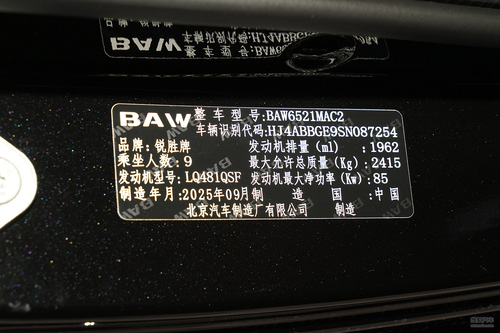 BAW 整车型号:BAW6521MAC2
车辆识别代码:HJ4ABBGE9SN087254
品牌:锐胜牌 发动机排量(ml):1962
乘坐人数:9 最大允许总质量(Kg):2415
发动机型号:LQ481QSF 发动机最大净功率(Kw):85
制造年月:2025年09月 制造国:中国
北京汽车制造厂有限公司 制造